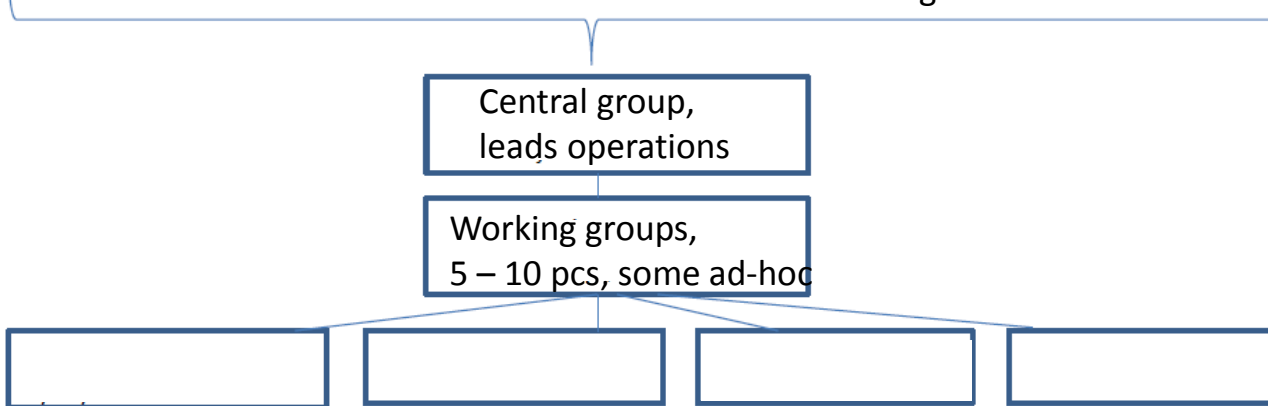 Central group,
leads operations
Working groups,
5 – 10 pcs, some ad-hoc